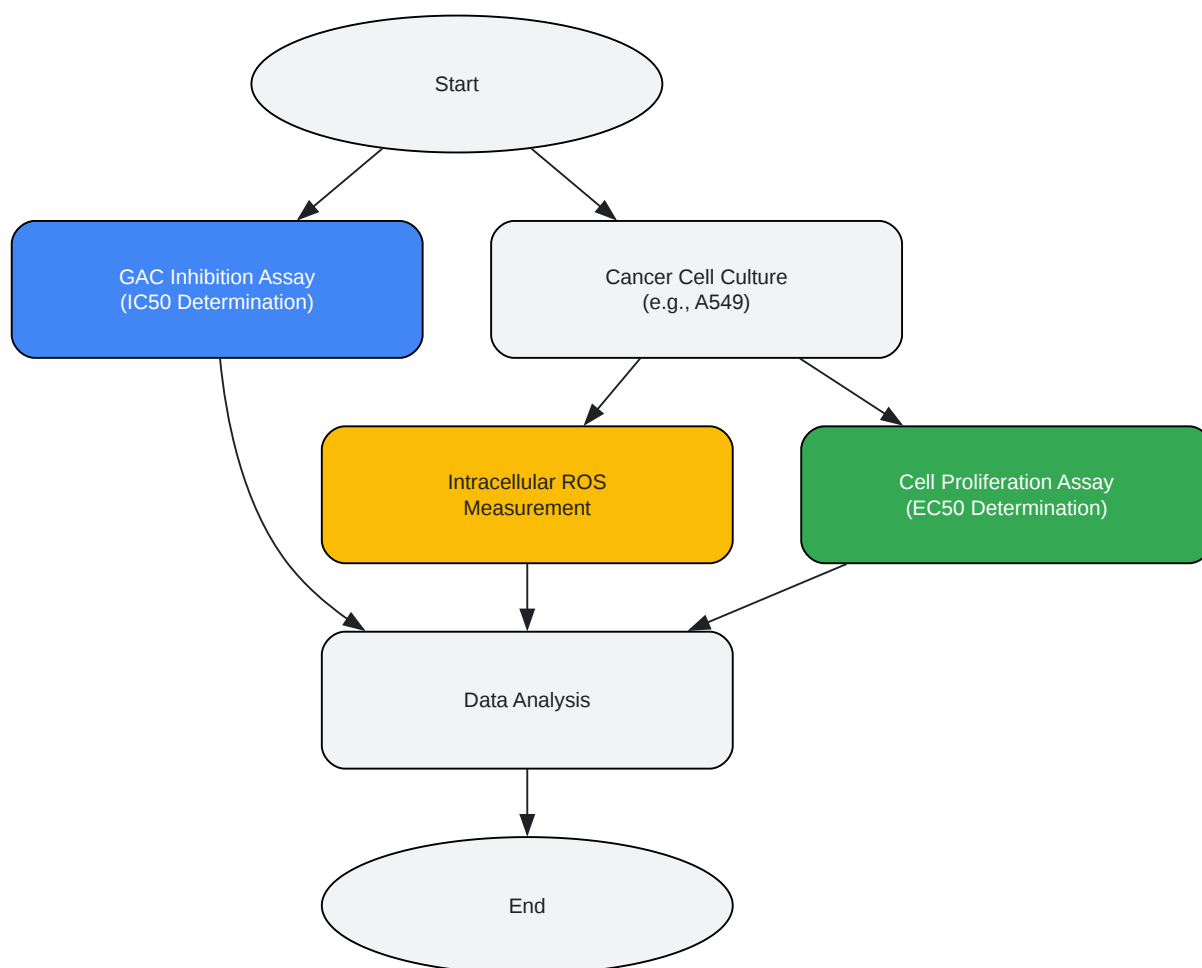 Start
GAC Inhibition Assay
(IC50 Determination)
Cancer Cell Culture
(e.g., A549)
Intracellular ROS
Measurement
Cell Proliferation Assay
(EC50 Determination)
Data Analysis
End